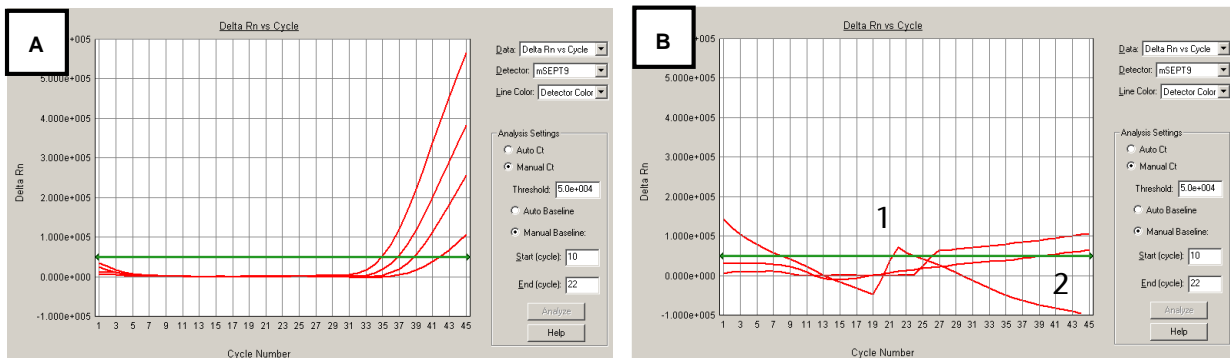 A
Delta Rn vs Cycle
6.000e+005
5.000e+005
4.000e+005
3.000e+005
2.000e+005
1.000e+005
0.000
-1.000e+005
Delta Rn
1 3 5 7 9 11 13 15 17 19 21 23 25 27 29 31 33 35 37 39 41 43 45
Cycle Number
Data: Delta Rn vs Cycle
Detector: mSEPT9
Line Color: Detector Color
Analysis Settings
Auto Ct
Manual Ct
Threshold: 5.0e+004
Auto Baseline
Manual Baseline:
Start (cycle): 10
End (cycle): 22
Analyze
Help
B
Delta Rn vs Cycle
6.000e+005
5.000e+005
4.000e+005
3.000e+005
2.000e+005
1.000e+005
0.000
-1.000e+005
Delta Rn
1
2
1 3 5 7 9 11 13 15 17 19 21 23 25 27 29 31 33 35 37 39 41 43 45
Cycle Number
Data: Delta Rn vs Cycle
Detector: mSEPT9
Line Color: Detector Color
Analysis Settings
Auto Ct
Manual Ct
Threshold: 5.0e+004
Auto Baseline
Manual Baseline:
Start (cycle): 10
End (cycle): 22
Analyze
Help